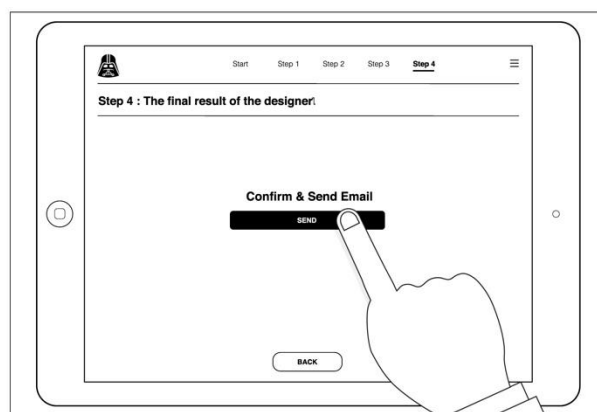 Start Step 1 Step 2 Step 3 Step 4
Step 4 : The final result of the designer
Confirm & Send Email
SEND
BACK